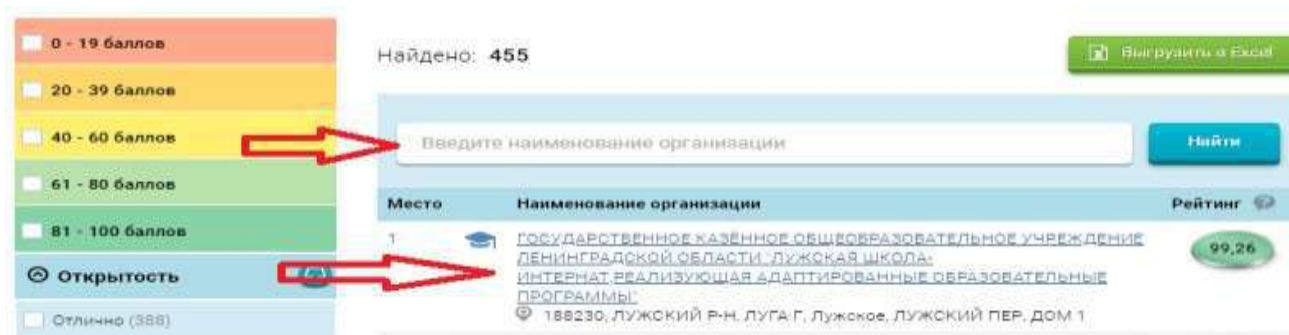 0 - 19 баллов
20 - 39 баллов
40 - 60 баллов
61 - 80 баллов
81 - 100 баллов
Открытость
Отлично (388)
Найдено: 455
Выгрузить в Excel
Введите наименование организации
Найти
Место Наименование организации Рейтинг
1 ГОСУДАРСТВЕННОЕ КАЗЁННОЕ ОБЩЕОБРАЗОВАТЕЛЬНОЕ УЧРЕЖДЕНИЕ
ЛЕНИНГРАДСКОЙ ОБЛАСТИ "ЛУЖСКАЯ ШКОЛА-
ИНТЕРНАТ,РЕАЛИЗУЮЩАЯ АДАПТИРОВАННЫЕ ОБРАЗОВАТЕЛЬНЫЕ
ПРОГРАММЫ"
99,26
188230, ЛУЖСКИЙ Р-Н, ЛУГА Г, Лужское, ЛУЖСКИЙ ПЕР, ДОМ 1